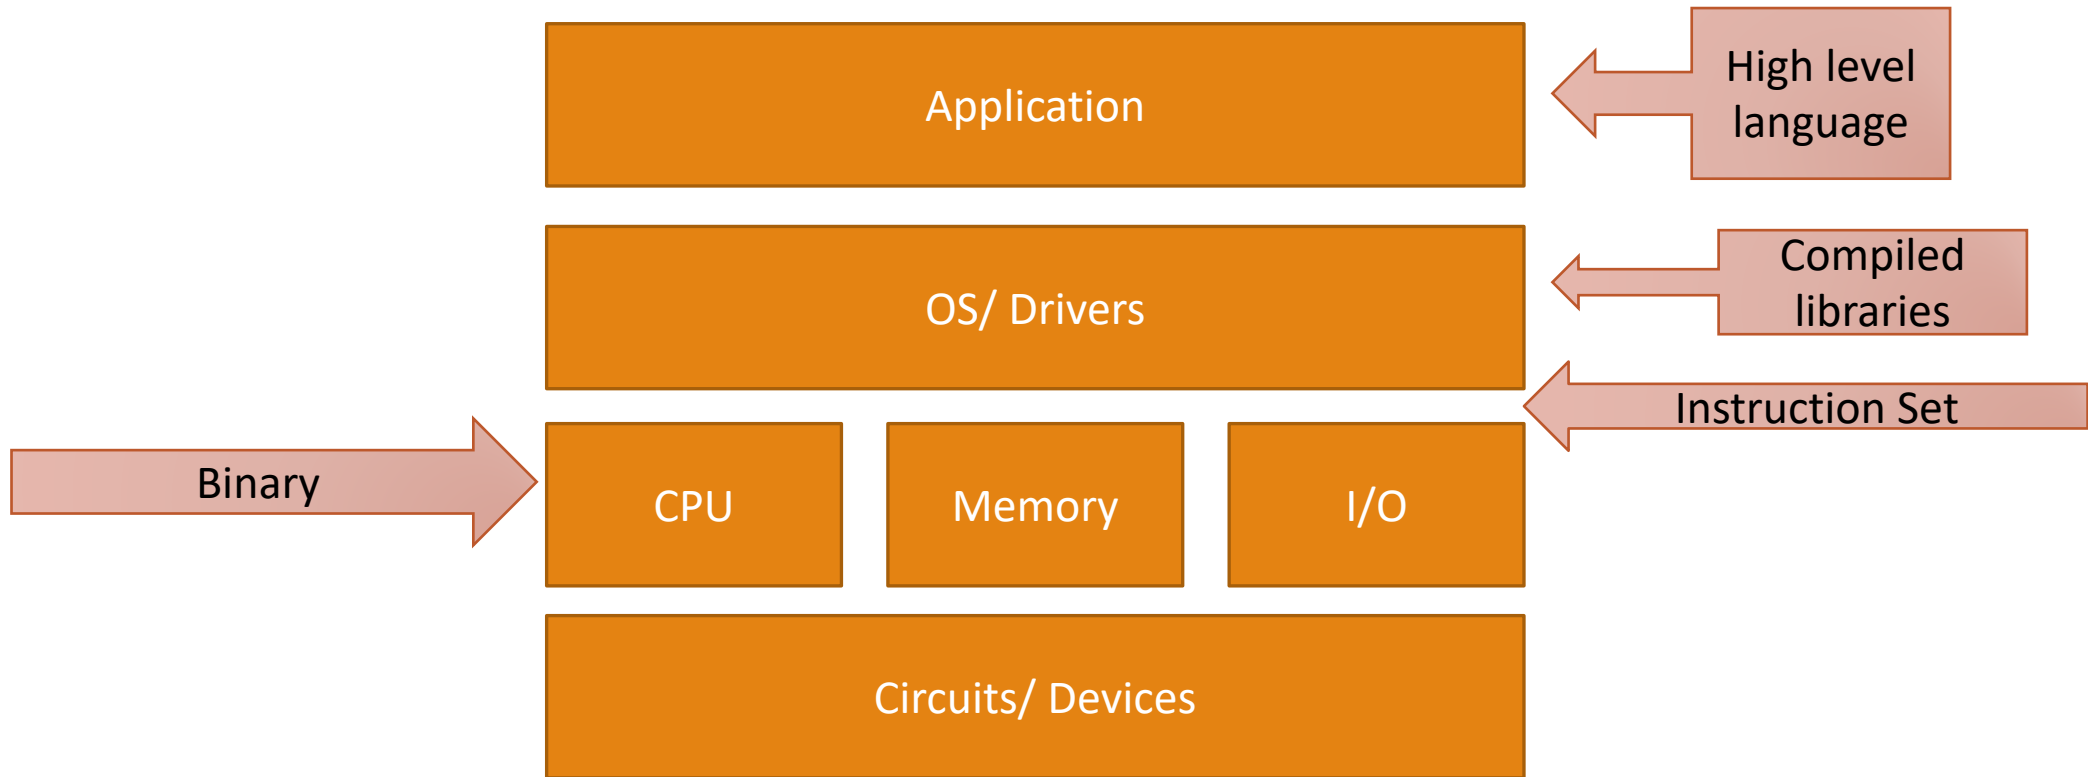 Application
High level
language
OS/ Drivers
Compiled
libraries
Instruction Set
Binary
CPU
Memory
I/O
Circuits/ Devices